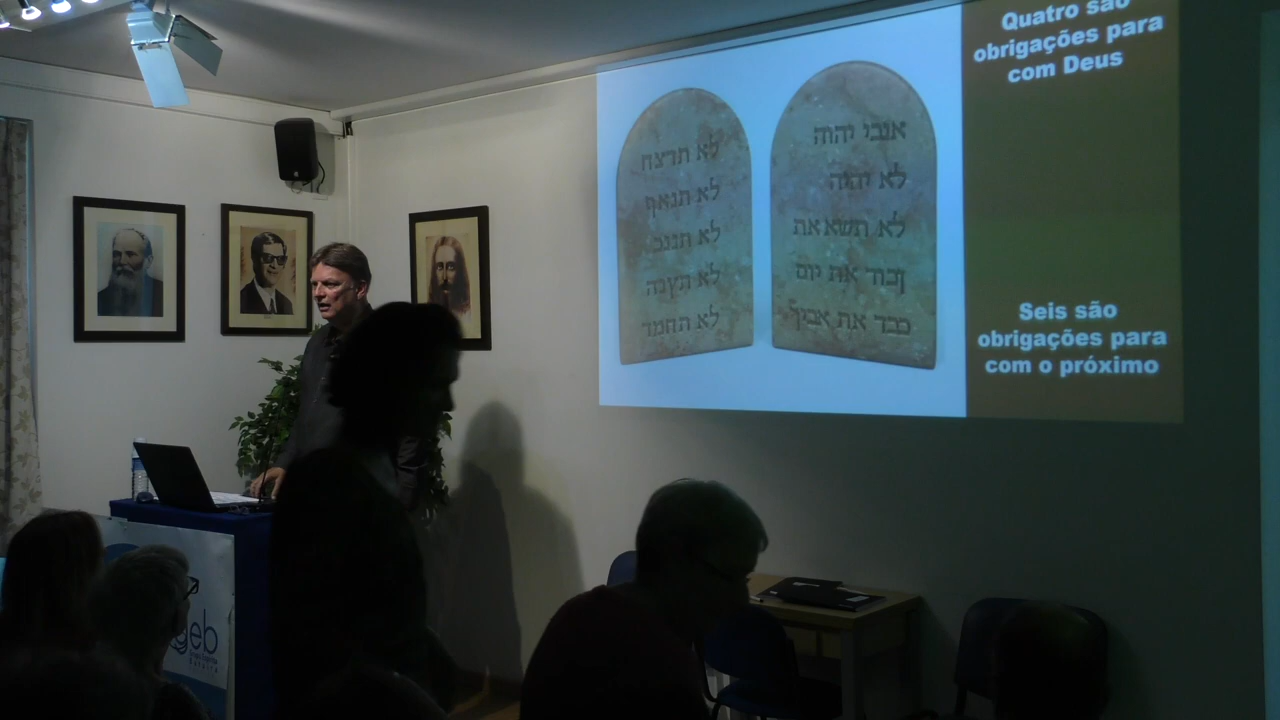 Quatro são
obrigações para
com Deus
אנכי יהוה
לא יהיה
לא תשא את
זכור את יום
כבד את אביך
לא תרצח
לא תנאף
לא תגנב
לא תענה
לא תחמד
Seis são
obrigações para
com o próximo
geb